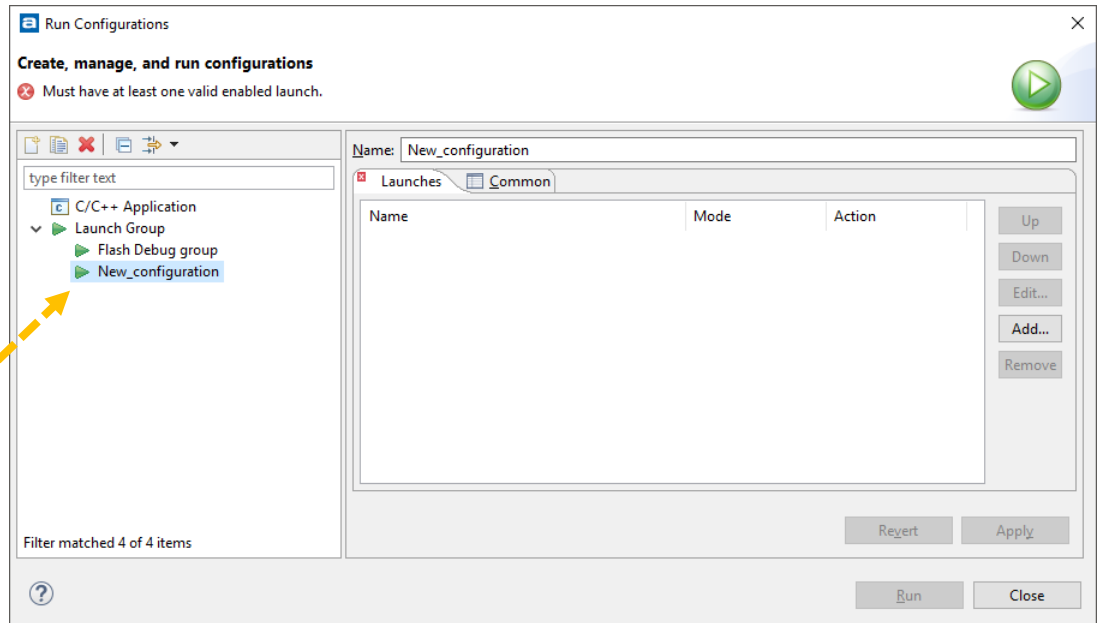 Run Configurations
Create, manage, and run configurations
Must have at least one valid enabled launch.
type filter text
C/C++ Application
Launch Group
Flash Debug group
New_configuration
Filter matched 4 of 4 items
Name: New_configuration
Launches Common
Name Mode Action
Up
Down
Edit...
Add...
Remove
Revert Apply
Run Close